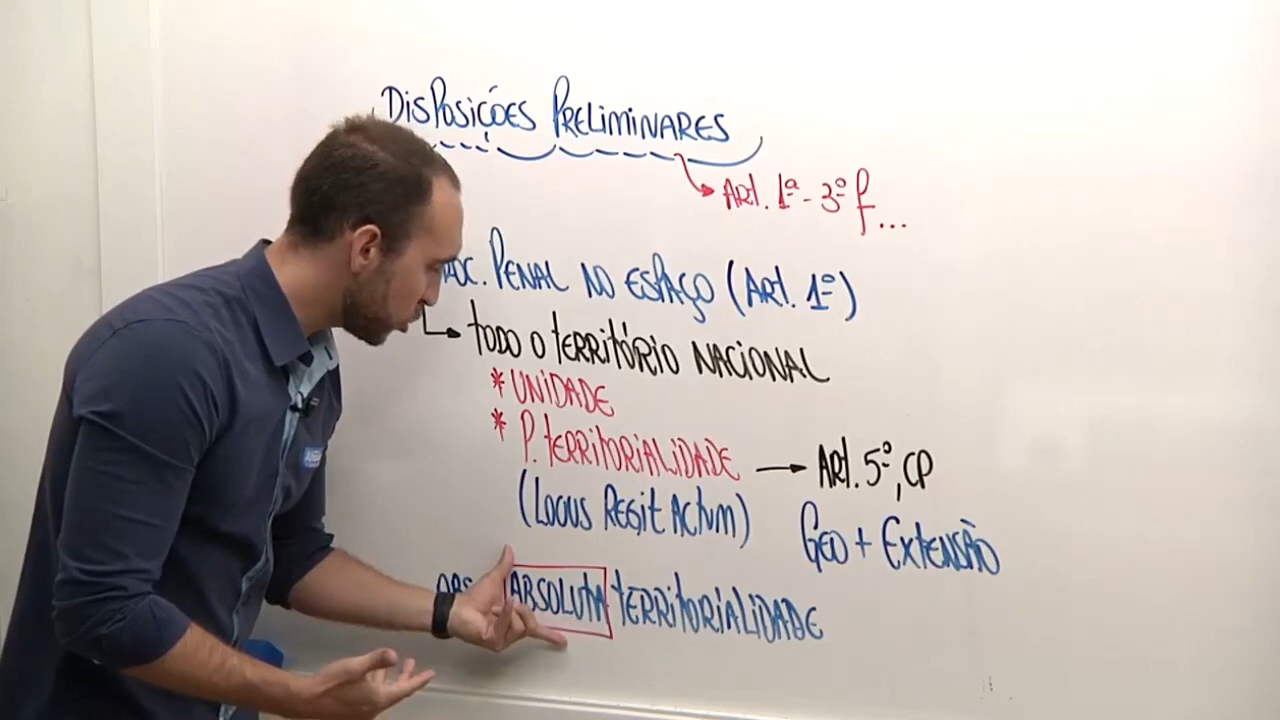 DISPOSIÇÕES PRELIMINARES
ART. 1º - 3º f...
PENAL NO ESPAÇO (ART. 1º)
TODO O TERRITÓRIO NACIONAL
* UNIDADE
* P. TERRITORIALIDADE → ART. 5º, CP
(LOCUS REGIT ACTUM) GEO + EXTENSÃO
ABSOLUTA TERRITORIALIDADE